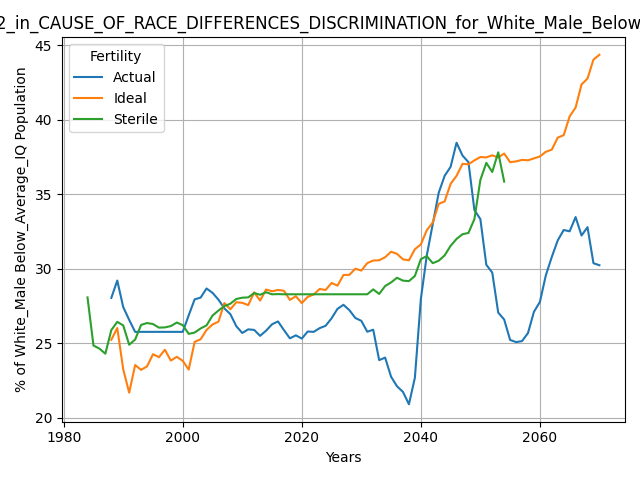 2_in_CAUSE_OF_RACE_DIFFERENCES_DISCRIMINATION_for_White_Male_Below
% of White_Male Below_Average_IQ Population
45
40
35
30
25
20
Fertility
Actual
Ideal
Sterile
1980
2000
2020
2040
2060
Years